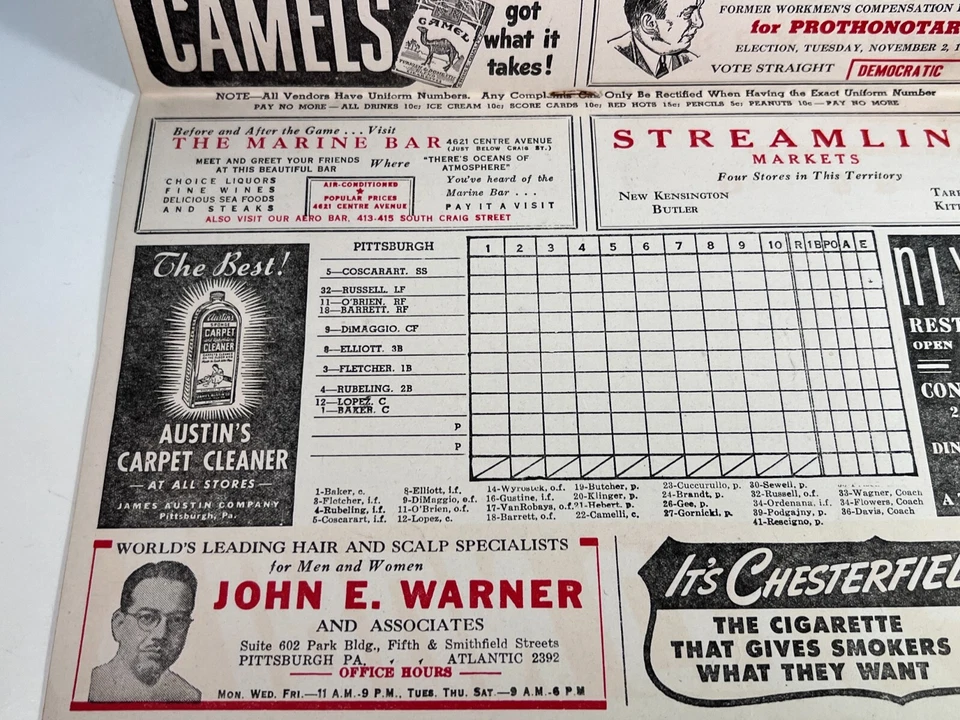 CAMELS
CAMEL
got
what it
takes!
FORMER WORKMEN'S COMPENSATION
for PROTHONOTAR
ELECTION, TUESDAY, NOVEMBER 2, 1
VOTE STRAIGHT DEMOCRATIC
NOTE—All Vendors Have Uniform Numbers. Any Complaints Can Only Be Rectified When Having the Exact Uniform Number
PAY NO MORE — ALL DRINKS 10c; ICE CREAM 10c; SCORE CARDS 10c; RED HOTS 15c; PENCILS 5c; PEANUTS 10c — PAY NO MORE
Before and After the Game . . . Visit
THE MARINE BAR 4621 CENTRE AVENUE
(JUST BELOW CRAIG ST.)
MEET AND GREET YOUR FRIENDS
AT THIS BEAUTIFUL BAR
Where
"THERE'S OCEANS OF
ATMOSPHERE"
CHOICE LIQUORS
FINE WINES
DELICIOUS SEA FOODS
AND STEAKS
AIR-CONDITIONED
POPULAR PRICES
4621 CENTRE AVENUE
You've heard of the
Marine Bar . . .
PAY IT A VISIT
ALSO VISIT OUR AERO BAR, 413-415 SOUTH CRAIG STREET
STREAMLIN
MARKETS
Four Stores in This Territory
NEW KENSINGTON
BUTLER
TARE
KITT
The Best!
Austin's
CARPET
CLEANER
AUSTIN'S
CARPET CLEANER
— AT ALL STORES —
JAMES AUSTIN COMPANY
Pittsburgh, Pa.
PITTSBURGH 1 2 3 4 5 6 7 8 9 10 R 1B PO A E
5—COSCARART. SS
32—RUSSELL. LF
11—O'BRIEN. RF
18—BARRETT. RF
9—DiMAGGIO. CF
8—ELLIOTT. 3B
3—FLETCHER. 1B
4—RUBELING. 2B
12—LOPEZ. C
1—BAKER. C
P
P
1-Baker, c.
3-Fletcher, i.f.
4-Rubeling, i.f.
5-Coscarart, i.f.
8-Elliott, i.f.
9-DiMaggio, o.f.
11-O'Brien, o.f.
12-Lopez, c.
14-Wyrostek, o.f.
16-Gustine, i.f.
17-VanRobays, o.f.
18-Barrett, o.f.
19-Butcher, p.
20-Klinger, p.
21-Hebert, p.
22-Camelli, c.
23-Cuccurullo, p.
24-Brandt, p.
26-Gee, p.
27-Gornicki, p.
30-Sewell, p.
32-Russell, o.f.
34-Ordenana, i.f.
39-Podgajny, p.
41-Rescigno, p.
33-Wagner, Coach
34-Flowers, Coach
36-Davis, Coach
REST
OPEN
CON
2
DIN
A
WORLD'S LEADING HAIR AND SCALP SPECIALISTS
for Men and Women
JOHN E. WARNER
AND ASSOCIATES
Suite 602 Park Bldg., Fifth & Smithfield Streets
PITTSBURGH PA. ATLANTIC 2392
OFFICE HOURS
MON. WED. FRI.—11 A.M.-9 P.M., TUES. THU. SAT.—9 A.M.-6 P.M
IT'S CHESTERFIEL
THE CIGARETTE
THAT GIVES SMOKERS
WHAT THEY WANT